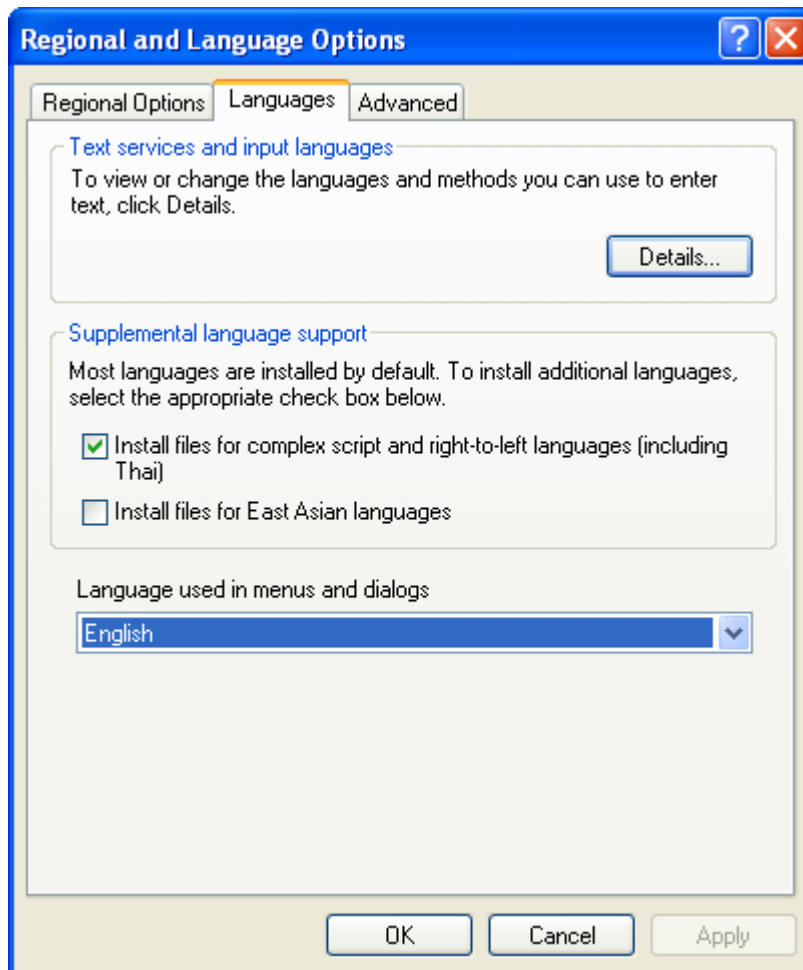 Regional and Language Options
Regional Options Languages Advanced
Text services and input languages
To view or change the languages and methods you can use to enter
text, click Details.
Details...
Supplemental language support
Most languages are installed by default. To install additional languages,
select the appropriate check box below.
Install files for complex script and right-to-left languages (including
Thai)
Install files for East Asian languages
Language used in menus and dialogs
English
OK Cancel Apply